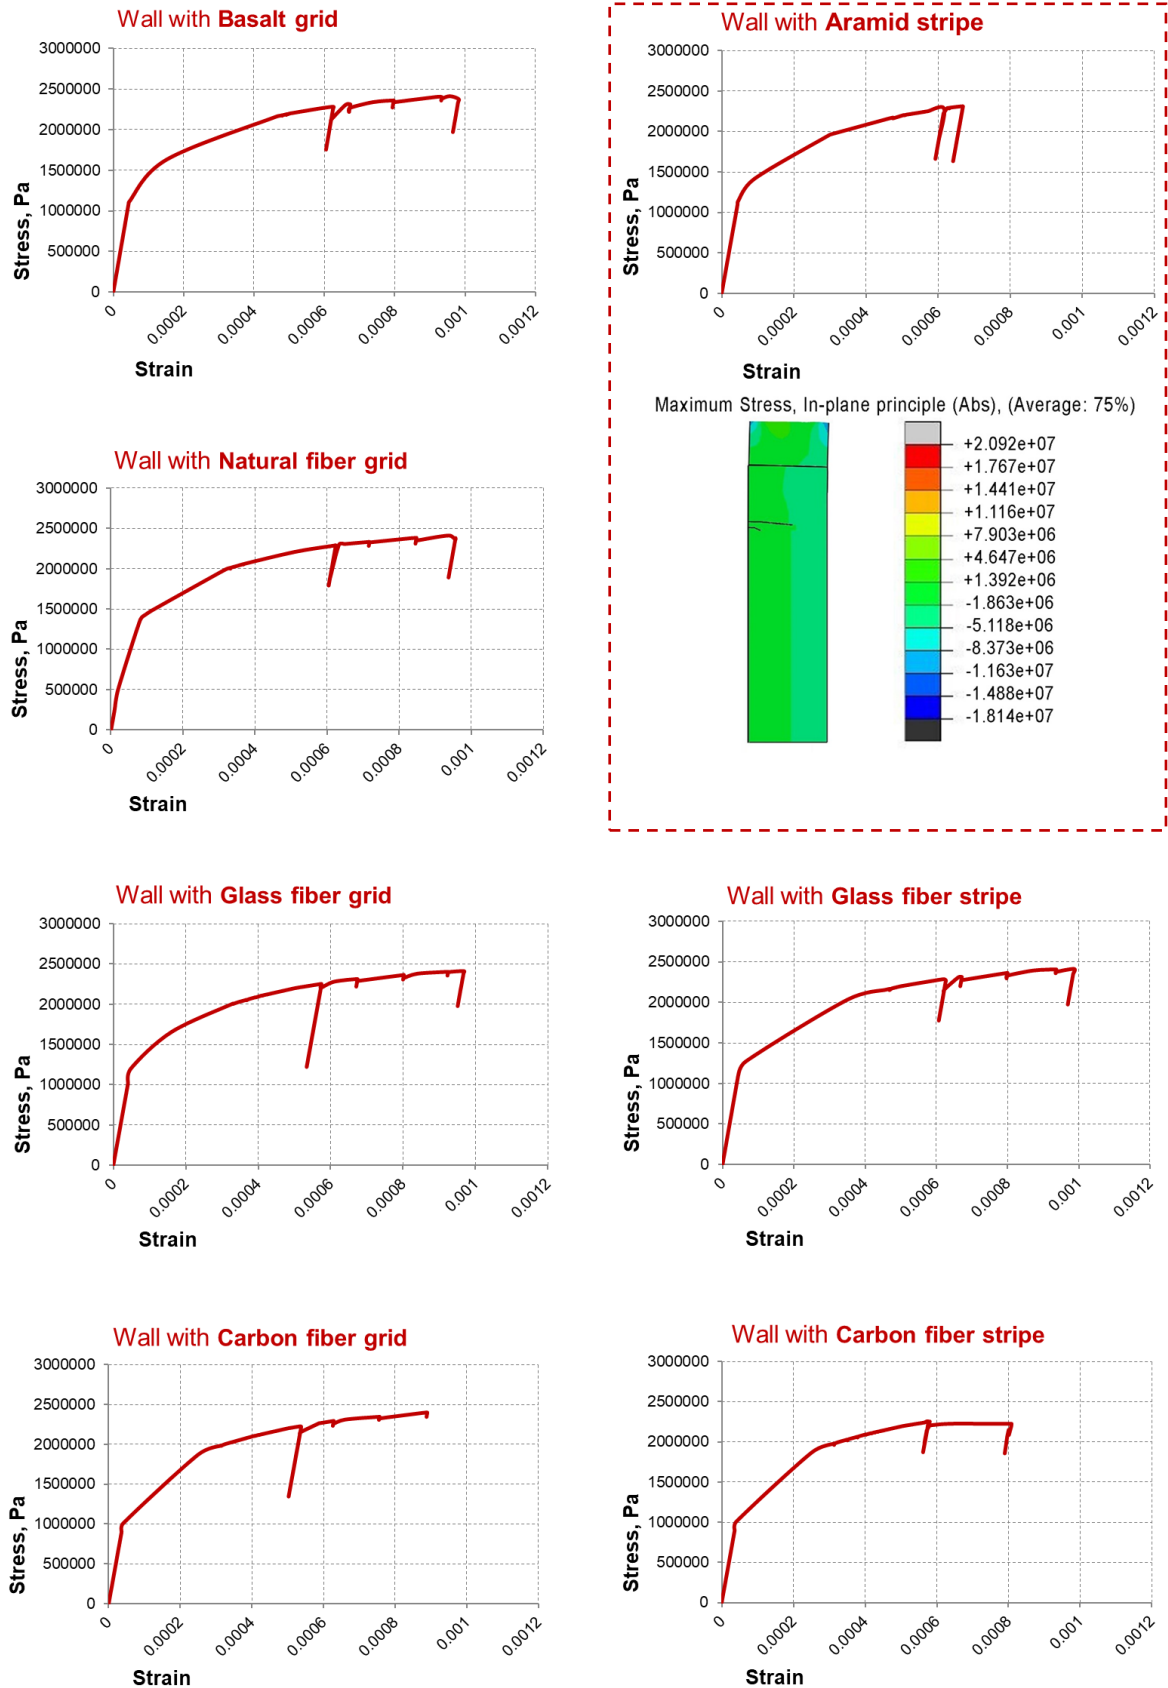 Wall with Basalt grid
3000000
2500000
2000000
1500000
1000000
500000
0
Stress, Pa
0
0.0002
0.0004
0.0006
0.0008
0.001
0.0012
Strain
Wall with Aramid stripe
3000000
2500000
2000000
1500000
1000000
500000
0
Stress, Pa
0
0.0002
0.0004
0.0006
0.0008
0.001
0.0012
Strain
Maximum Stress, In-plane principle (Abs), (Average: 75%)
+2.092e+07
+1.767e+07
+1.441e+07
+1.116e+07
+7.903e+06
+4.647e+06
+1.392e+06
-1.863e+06
-5.118e+06
-8.373e+06
-1.163e+07
-1.488e+07
-1.814e+07
Wall with Natural fiber grid
3000000
2500000
2000000
1500000
1000000
500000
0
Stress, Pa
0
0.0002
0.0004
0.0006
0.0008
0.001
0.0012
Strain
Wall with Glass fiber grid
3000000
2500000
2000000
1500000
1000000
500000
0
Stress, Pa
0
0.0002
0.0004
0.0006
0.0008
0.001
0.0012
Strain
Wall with Glass fiber stripe
3000000
2500000
2000000
1500000
1000000
500000
0
Stress, Pa
0
0.0002
0.0004
0.0006
0.0008
0.001
0.0012
Strain
Wall with Carbon fiber grid
3000000
2500000
2000000
1500000
1000000
500000
0
Stress, Pa
0
0.0002
0.0004
0.0006
0.0008
0.001
0.0012
Strain
Wall with Carbon fiber stripe
3000000
2500000
2000000
1500000
1000000
500000
0
Stress, Pa
0
0.0002
0.0004
0.0006
0.0008
0.001
0.0012
Strain